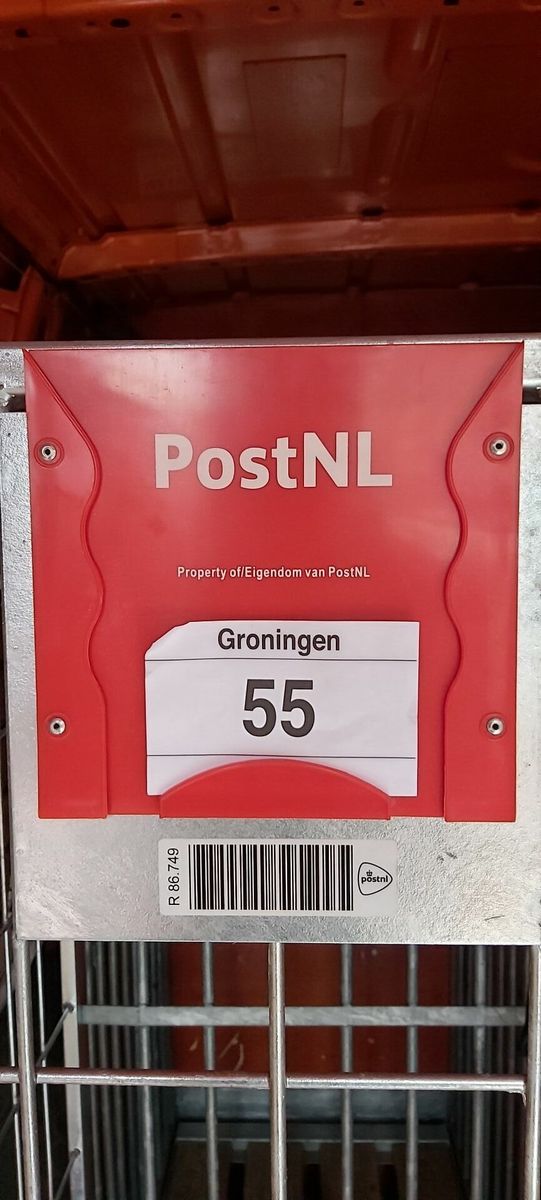 PostNL
Property of/Eigendom van PostNL
Groningen
55
R 86.749
postnl